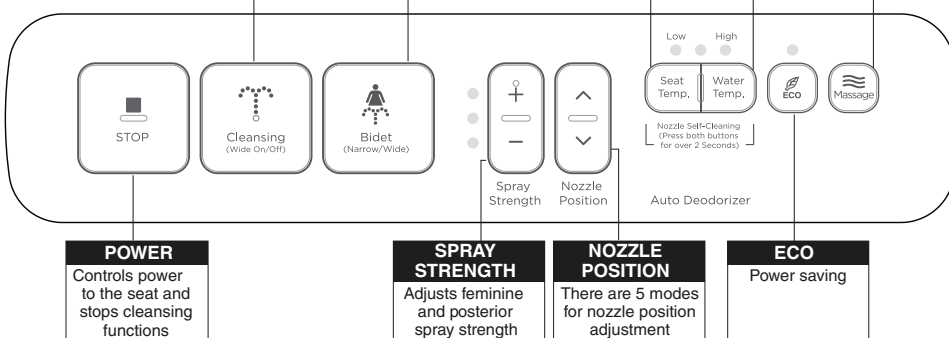 Low High
STOP
Cleansing
(Wide On/Off)
Bidet
(Narrow/Wide)
Seat
Temp.
Water
Temp.
ECO
Massage
Nozzle Self-Cleaning
(Press both buttons
for over 2 Seconds)
Spray
Strength
Nozzle
Position
Auto Deodorizer
POWER
Controls power
to the seat and
stops cleansing
functions
SPRAY
STRENGTH
Adjusts feminine
and posterior
spray strength
NOZZLE
POSITION
There are 5 modes
for nozzle position
adjustment
ECO
Power saving